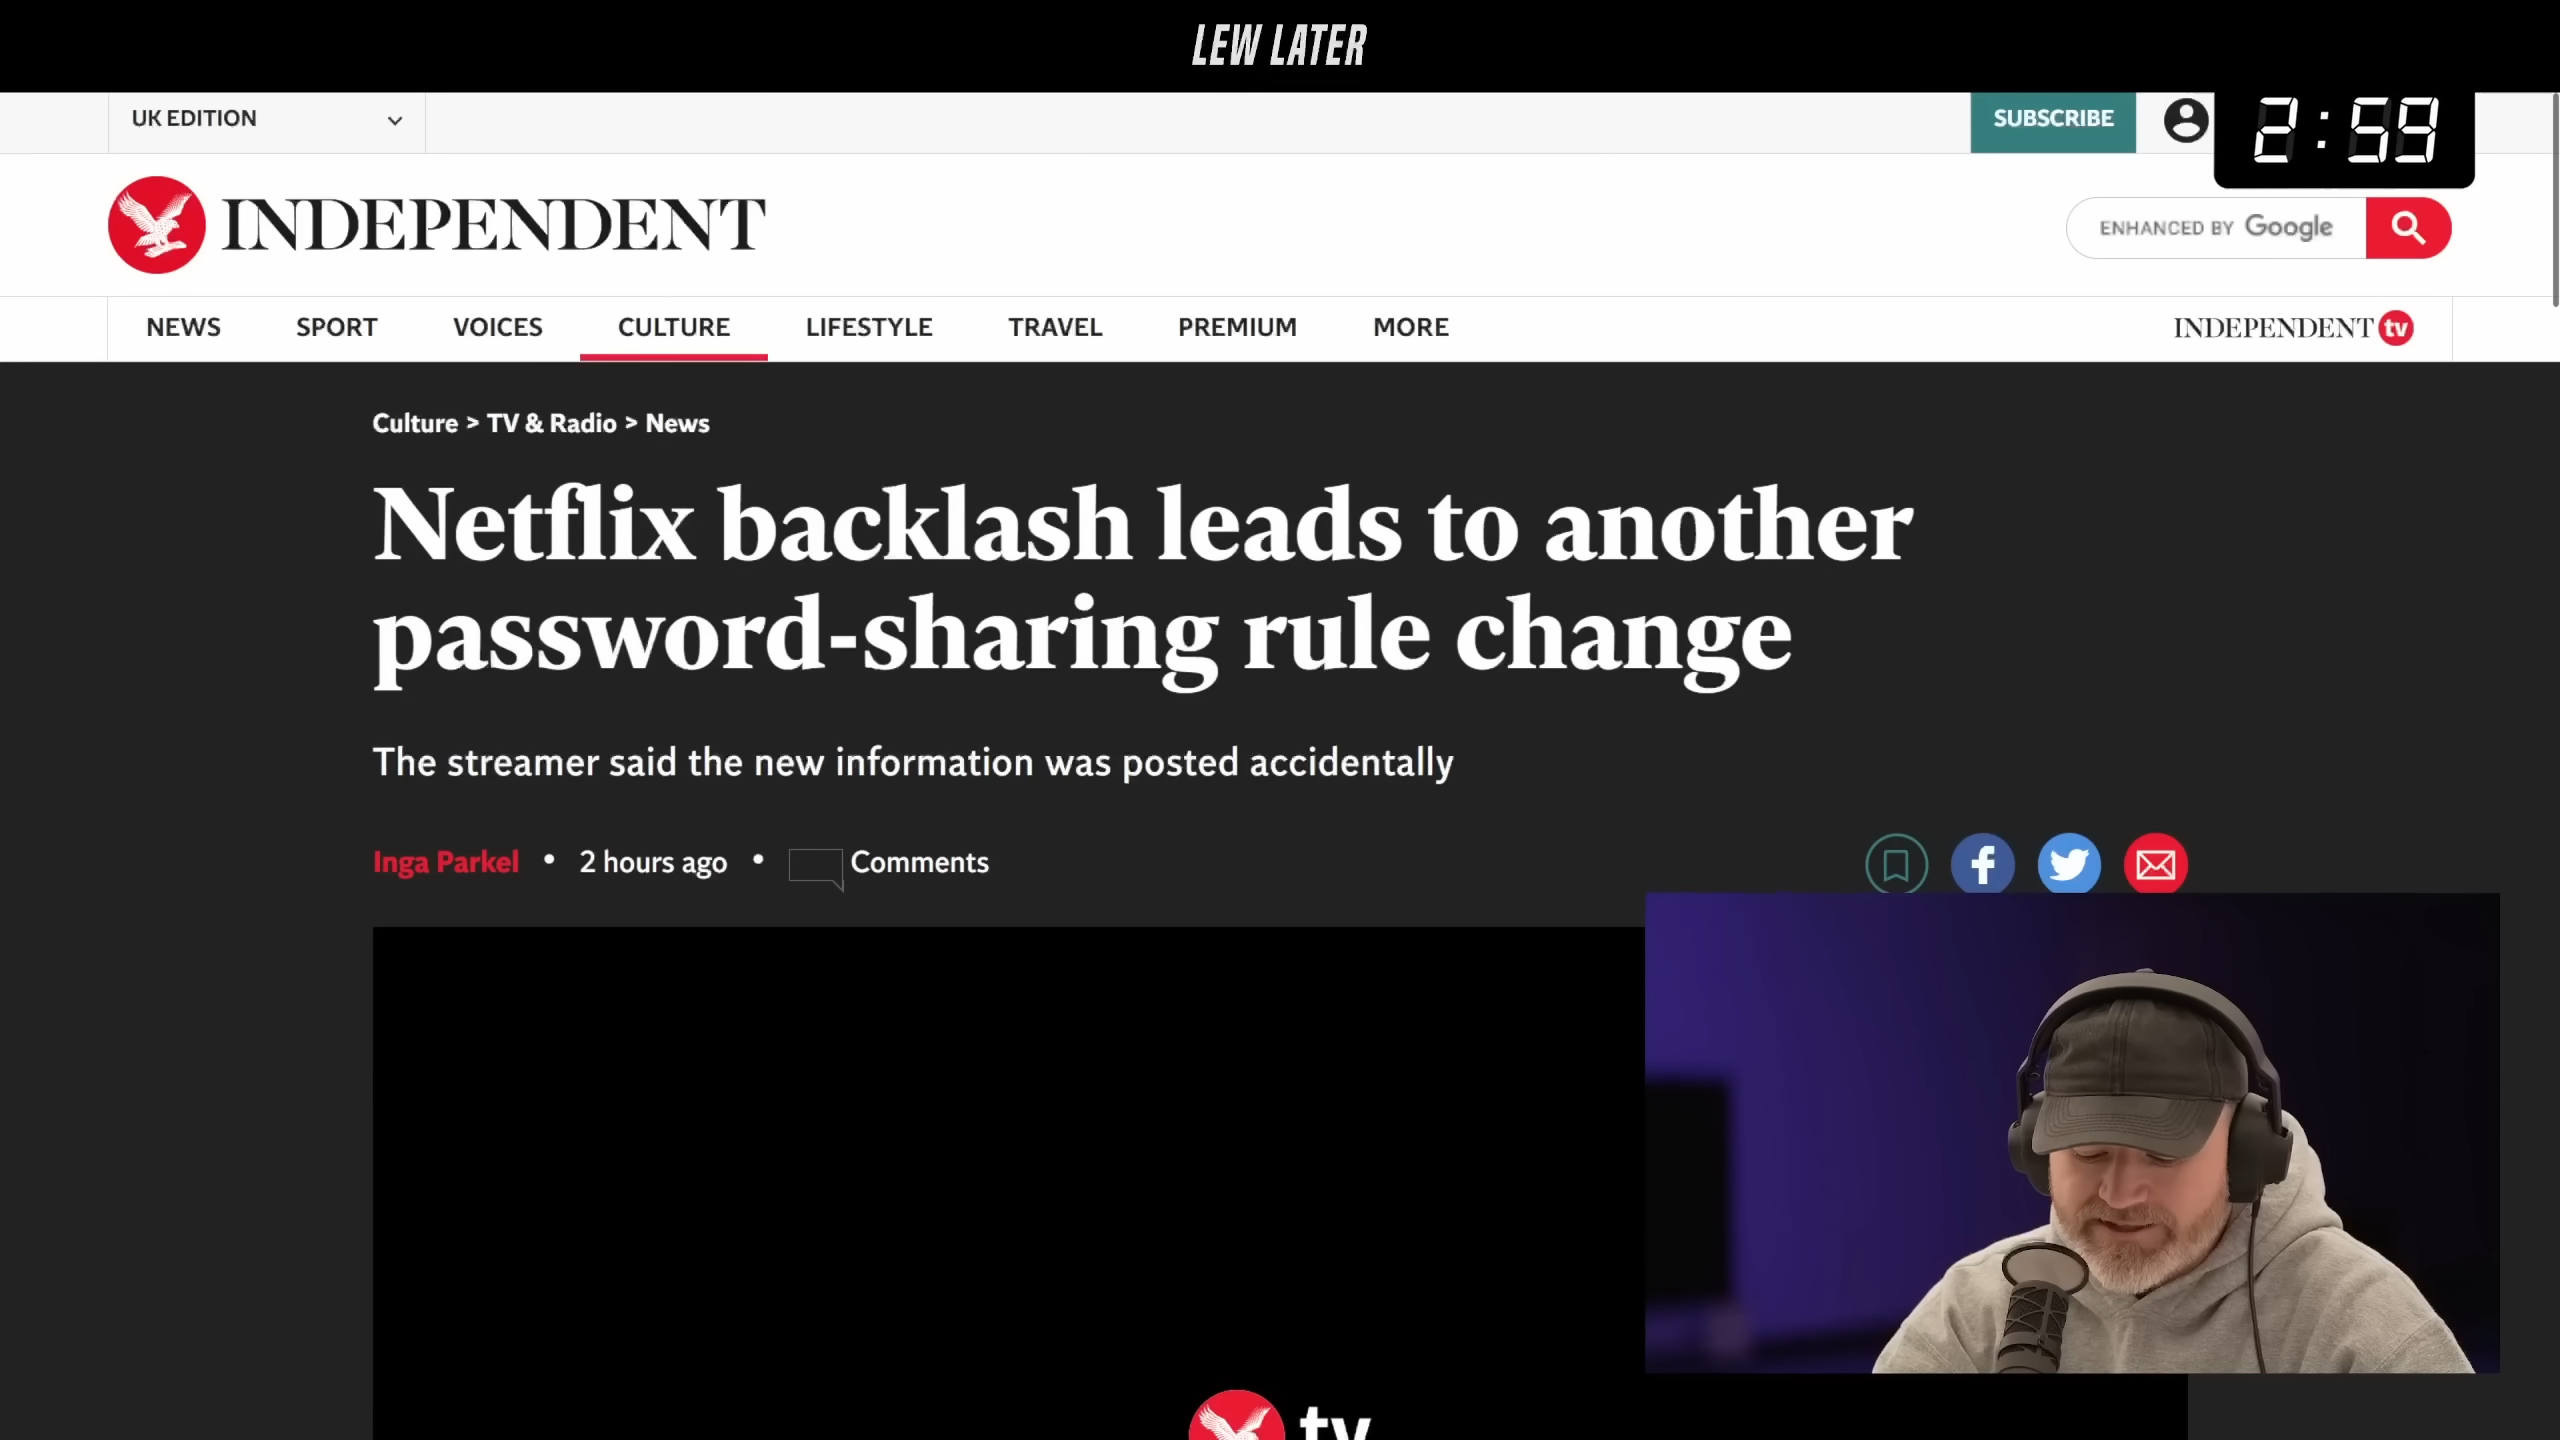 LEW LATER
UK EDITION
SUBSCRIBE
2:59
INDEPENDENT
ENHANCED BY Google
NEWS SPORT VOICES CULTURE LIFESTYLE TRAVEL PREMIUM MORE
INDEPENDENT tv
Culture > TV & Radio > News
Netflix backlash leads to another
password-sharing rule change
The streamer said the new information was posted accidentally
Inga Parkel • 2 hours ago • Comments
tv